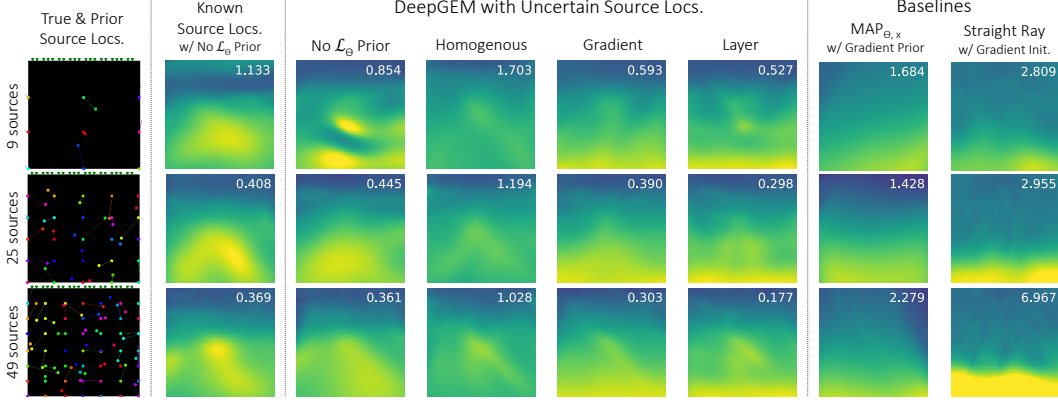 True & Prior
Source Locs.
Known
Source Locs.
w/ No ℒ_Θ Prior
DeepGEM with Uncertain Source Locs.
No ℒ_Θ Prior
Homogenous
Gradient
Layer
Baselines
MAP_Θ, x
w/ Gradient Prior
Straight Ray
w/ Gradient Init.
9 sources
1.133
0.854
1.703
0.593
0.527
1.684
2.809
25 sources
0.408
0.445
1.194
0.390
0.298
1.428
2.955
49 sources
0.369
0.361
1.028
0.303
0.177
2.279
6.967